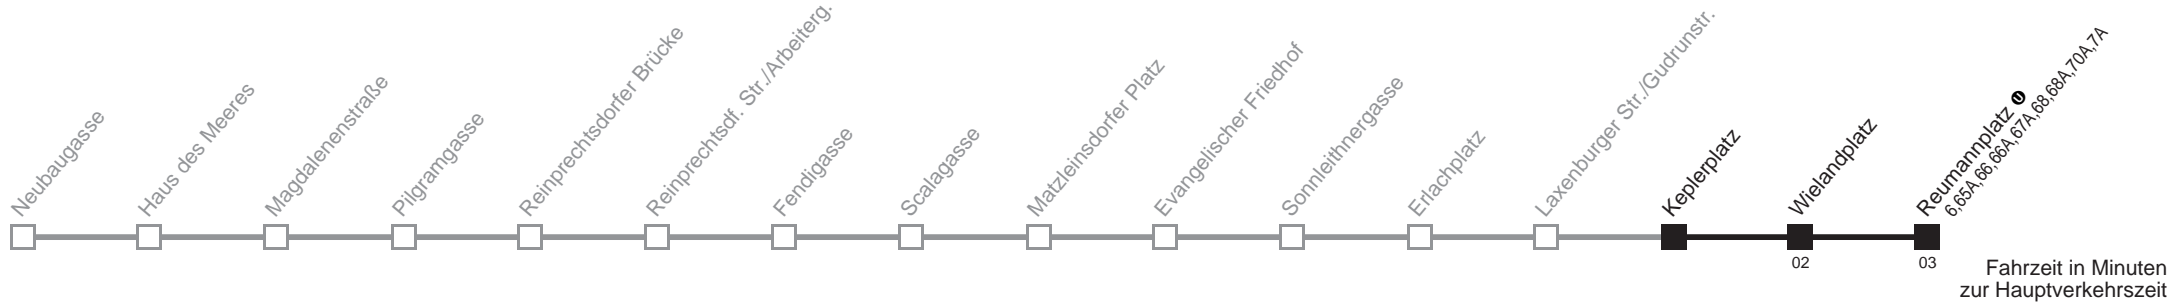 Neubaugasse
Haus des Meeres
Magdalenenstraße
Pilgramgasse
Reinprechtsdorfer Brücke
Reinprechtsdf. Str./Arbeiterg.
Fendigasse
Scalagasse
Matzleinsdorfer Platz
Evangelischer Friedhof
Sonnleithnergasse
Erlachplatz
Laxenburger Str./Gudrunstr.
Keplerplatz
Wielandplatz
Reumannplatz U
6,65A,66,66A,67A,68,68A,70A,7A
02
03
Fahrzeit in Minuten
zur Hauptverkehrszeit